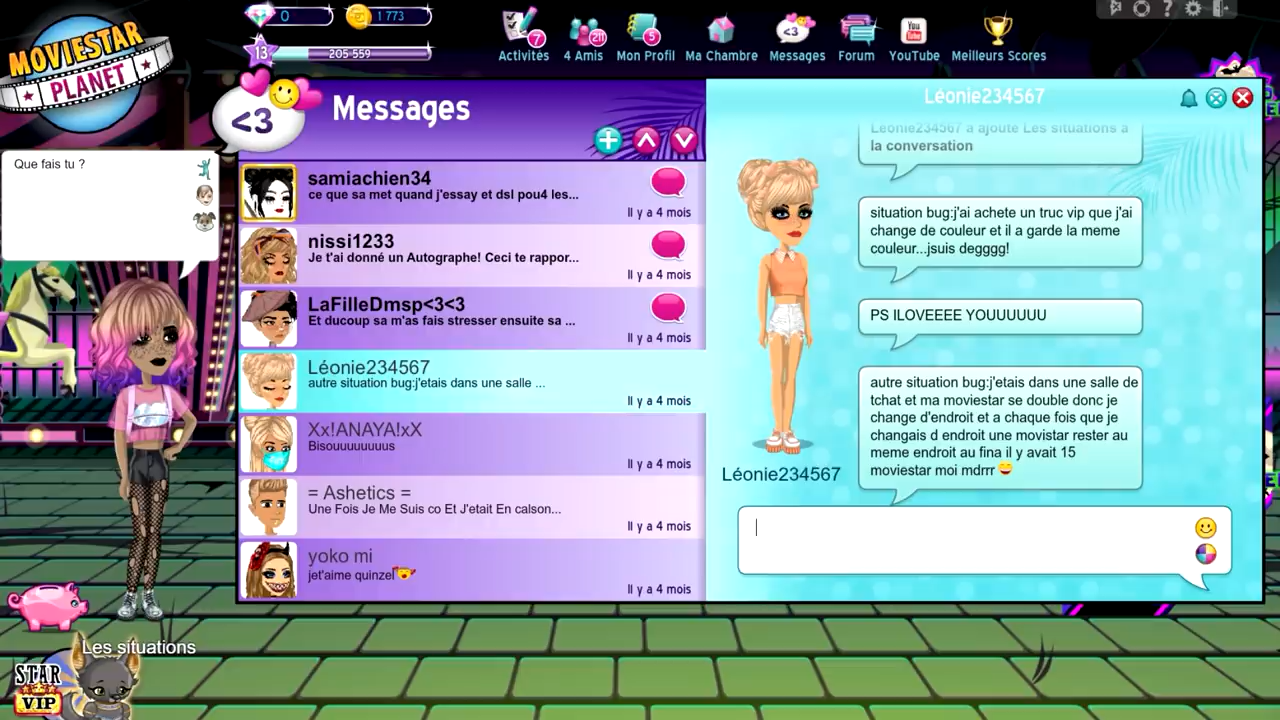 MOVIESTAR
PLANET
0
1 773
13
205 559
7
211
5
<3
Activités
4 Amis
Mon Profil
Ma Chambre
Messages
Forum
You
Tube
YouTube
Meilleurs Scores
Que fais tu ?
<3
Messages
samiachien34
ce que sa met quand j'essay et dsl pou4 les...
Il y a 4 mois
nissi1233
Je t'ai donné un Autographe! Ceci te rappor...
Il y a 4 mois
LaFilleDmsp<3<3
Et ducoup sa m'as fais stresser ensuite sa ...
Il y a 4 mois
Léonie234567
autre situation bug:j'etais dans une salle ...
Il y a 4 mois
Xx!ANAYA!xX
Bisouuuuuuuus
Il y a 4 mois
= Ashetics =
Une Fois Je Me Suis co Et J'etait En calson...
Il y a 4 mois
yoko mi
jet'aime quinzel
Il y a 4 mois
Léonie234567
Léonie234567 a ajoute Les situations a
la conversation
situation bug:j'ai achete un truc vip que j'ai
change de couleur et il a garde la meme
couleur...jsuis degggg!
PS ILOVEEEE YOUUUUUU
autre situation bug:j'etais dans une salle de
tchat et ma moviestar se double donc je
change d'endroit et a chaque fois que je
changais d endroit une movistar rester au
meme endroit au fina il y avait 15
moviestar moi mdrrr
Léonie234567
Les situations
STAR
VIP